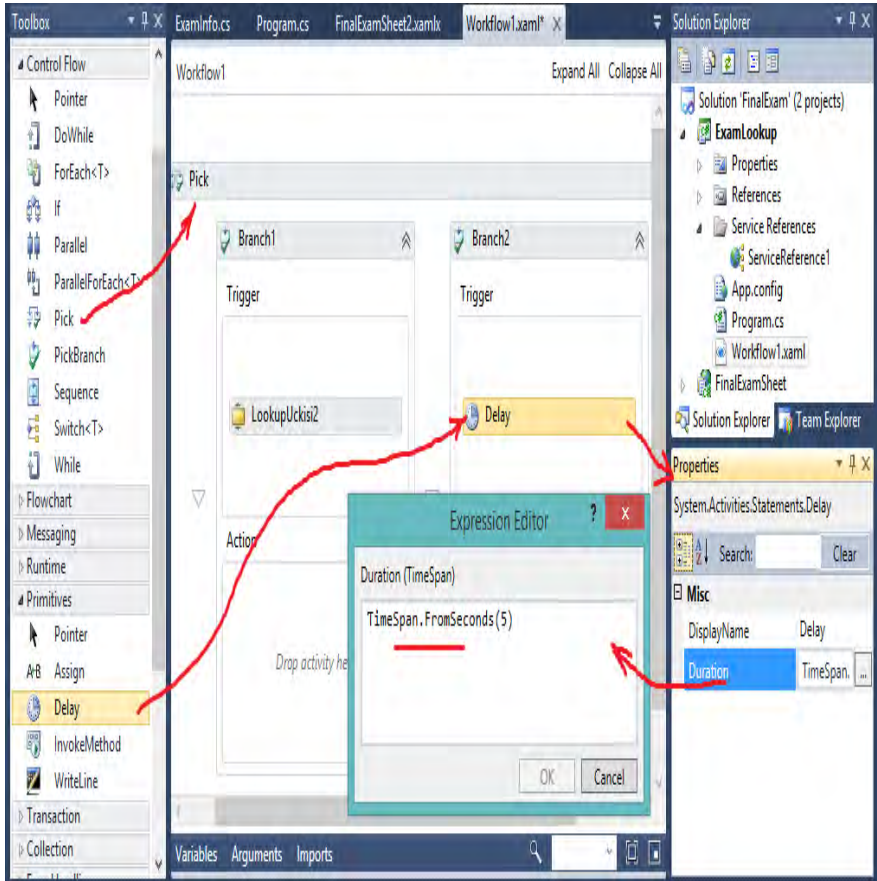 Toolbox
Control Flow
Pointer
DoWhile
ForEach<T>
If
Parallel
ParallelForEach<T>
Pick
PickBranch
Sequence
Switch<T>
While
Flowchart
Messaging
Runtime
Primitives
Pointer
A+B Assign
Delay
InvokeMethod
WriteLine
Transaction
Collection
ExamInfo.cs Program.cs FinalExamSheet2.xamlx Workflow1.xaml* X
Workflow1 Expand All Collapse All
Pick
Branch1
Trigger
LookupUckisi2
Action
Drop activity he
Branch2
Trigger
Delay
Expression Editor ? X
Duration (TimeSpan)
TimeSpan.FromSeconds(5)
OK Cancel
Variables Arguments Imports
Solution Explorer
Solution 'FinalExam' (2 projects)
ExamLookup
Properties
References
Service References
ServiceReference1
App.config
Program.cs
Workflow1.xaml
FinalExamSheet
Solution Explorer Team Explorer
Properties
System.Activities.Statements.Delay
Search: Clear
Misc
DisplayName Delay
Duration TimeSpan. ...